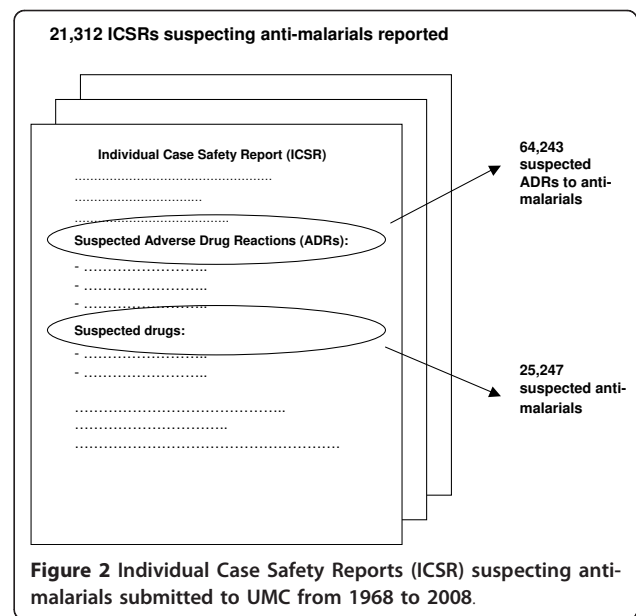 21,312 ICSRs suspecting anti-malarials reported
Individual Case Safety Report (ICSR)
................................................
...............................
......................................
Suspected Adverse Drug Reactions (ADRs):
- ……………………..
- ……………………..
- ……………………..
Suspected drugs:
- ……………………..
- ……………………..
…………………………………..
………………………….
………………………………………………
64,243
suspected
ADRs to anti-
malarials
25,247
suspected anti-
malarials
Figure 2 Individual Case Safety Reports (ICSR) suspecting anti-
malarials submitted to UMC from 1968 to 2008.